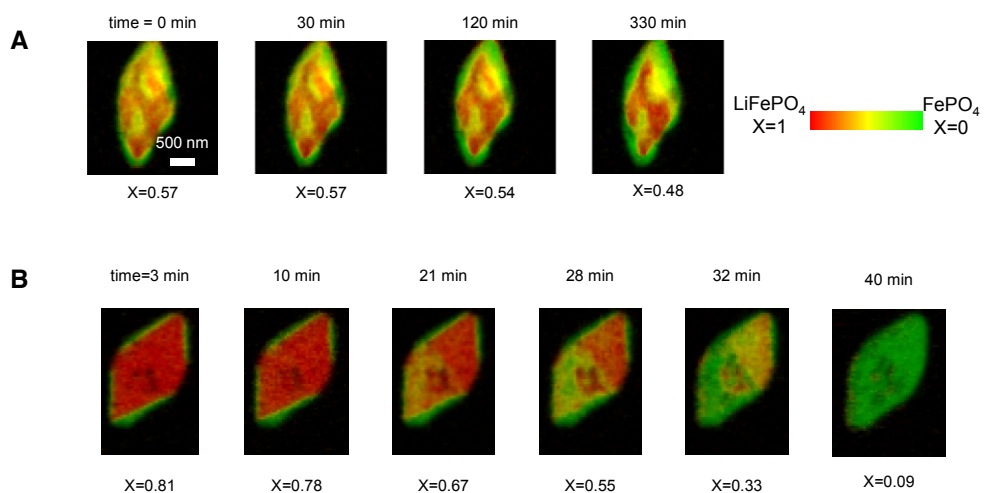 A
time = 0 min
30 min
120 min
330 min
500 nm
LiFePO4
X=1
FePO4
X=0
X=0.57
X=0.57
X=0.54
X=0.48
B
time=3 min
10 min
21 min
28 min
32 min
40 min
X=0.81
X=0.78
X=0.67
X=0.55
X=0.33
X=0.09